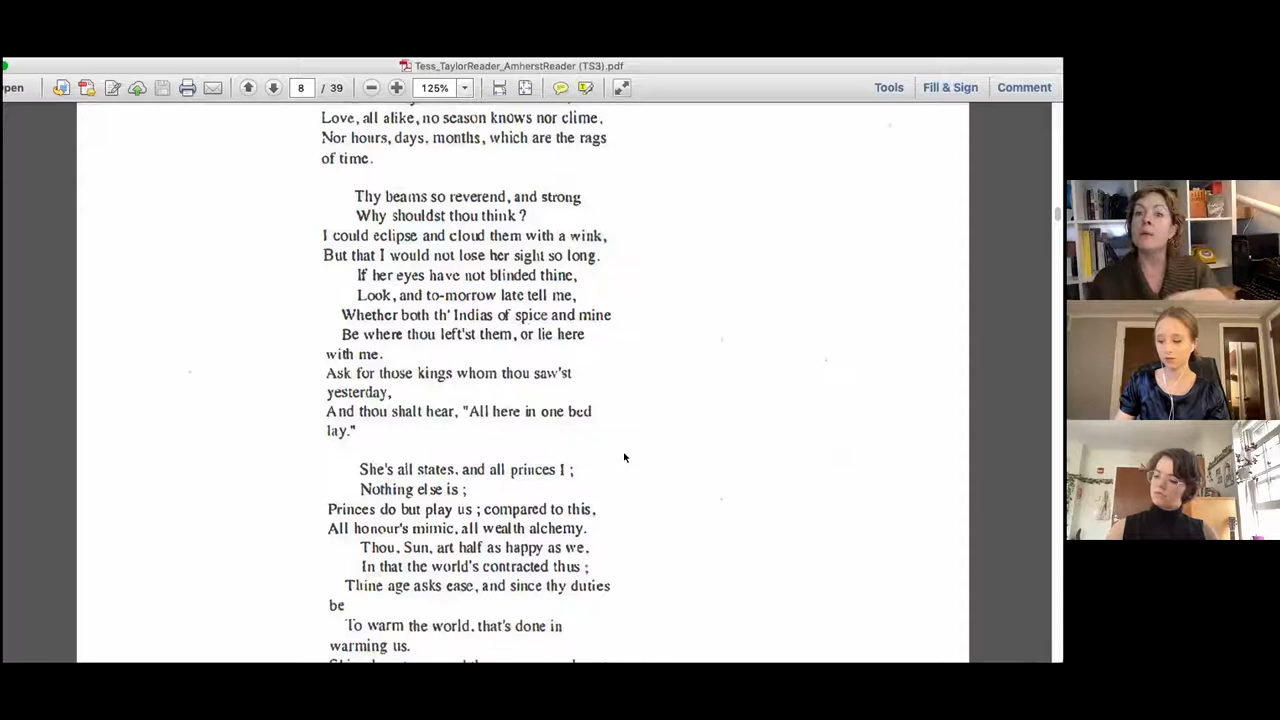 Tess_TaylorReader_AmherstReader (TS3).pdf
pen
8 / 39
125%
Tools
Fill & Sign
Comment
Love, all alike, no season knows nor clime,
Nor hours, days, months, which are the rags
of time.
Thy beams so reverend, and strong
Why shouldst thou think ?
I could eclipse and cloud them with a wink,
But that I would not lose her sight so long.
If her eyes have not blinded thine,
Look, and to-morrow late tell me,
Whether both th' Indias of spice and mine
Be where thou left'st them, or lie here
with me.
Ask for those kings whom thou saw'st
yesterday,
And thou shalt hear, "All here in one bed
lay."
She's all states, and all princes I ;
Nothing else is ;
Princes do but play us ; compared to this,
All honour's mimic, all wealth alchemy.
Thou, Sun, art half as happy as we,
In that the world's contracted thus ;
Thine age asks ease, and since thy duties
be
To warm the world, that's done in
warming us.